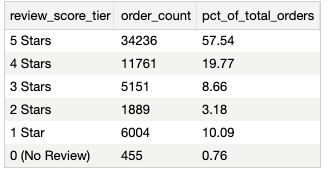 review_score_tier order_count pct_of_total_orders
5 Stars 34236 57.54
4 Stars 11761 19.77
3 Stars 5151 8.66
2 Stars 1889 3.18
1 Star 6004 10.09
0 (No Review) 455 0.76